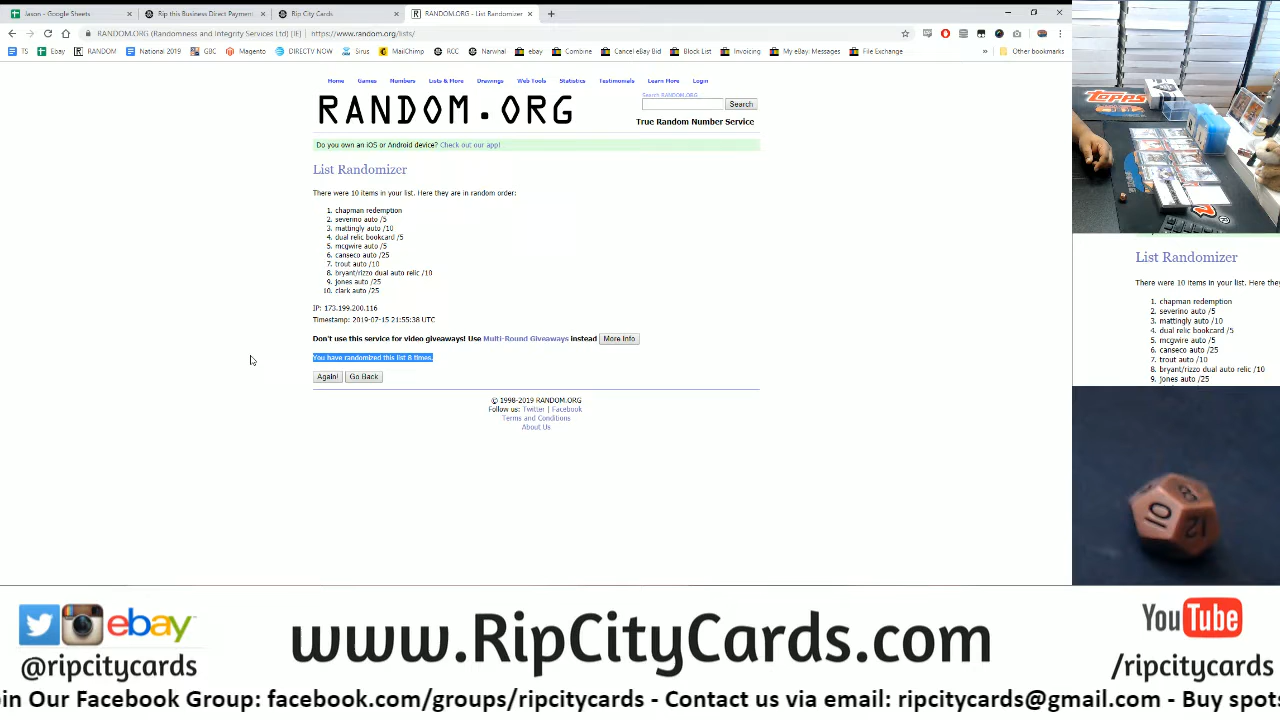 Jason - Google Sheets
Rip this Business Direct Payment
Rip City Cards
RANDOM.ORG - List Randomizer
RANDOM.ORG (Randomness and Integrity Services Ltd) [IE] | https://www.random.org/lists/
TS Ebay RANDOM National 2019 GBC Magento DIRECTV NOW Sirus MailChimp RCC Narwhal ebay Combine Cancel eBay Bid Block List Invoicing My eBay: Messages File Exchange » Other bookmarks
Home Games Numbers Lists & More Drawings Web Tools Statistics Testimonials Learn More Login
RANDOM.ORG
Search RANDOM.ORG
Search
True Random Number Service
Do you own an iOS or Android device? Check out our app!
List Randomizer
There were 10 items in your list. Here they are in random order:
1. chapman redemption
2. severino auto /5
3. mattingly auto /10
4. dual relic bookcard /5
5. mcgwire auto /5
6. canseco auto /25
7. trout auto /10
8. bryant/rizzo dual auto relic /10
9. jones auto /25
10. clark auto /25
IP: 173.199.200.116
Timestamp: 2019-07-15 21:55:38 UTC
Don't use this service for video giveaways! Use Multi-Round Giveaways instead More Info
You have randomized this list 8 times.
Again! Go Back
© 1998-2019 RANDOM.ORG
Follow us: Twitter | Facebook
Terms and Conditions
About Us
Topps
List Randomizer
There were 10 items in your list. Here they
1. chapman redemption
2. severino auto /5
3. mattingly auto /10
4. dual relic bookcard /5
5. mcgwire auto /5
6. canseco auto /25
7. trout auto /10
8. bryant/rizzo dual auto relic /10
9. jones auto /25
10
12
ebay
@ripcitycards
www.RipCityCards.com
YouTube
/ripcitycards
in Our Facebook Group: facebook.com/groups/ripcitycards - Contact us via email: ripcitycards@gmail.com - Buy spots